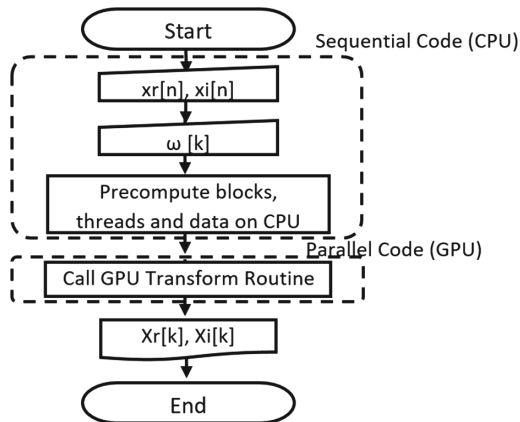 Start
Sequential Code (CPU)
xr[n], xi[n]
ω [k]
Precompute blocks,
threads and data on CPU
Parallel Code (GPU)
Call GPU Transform Routine
Xr[k], Xi[k]
End